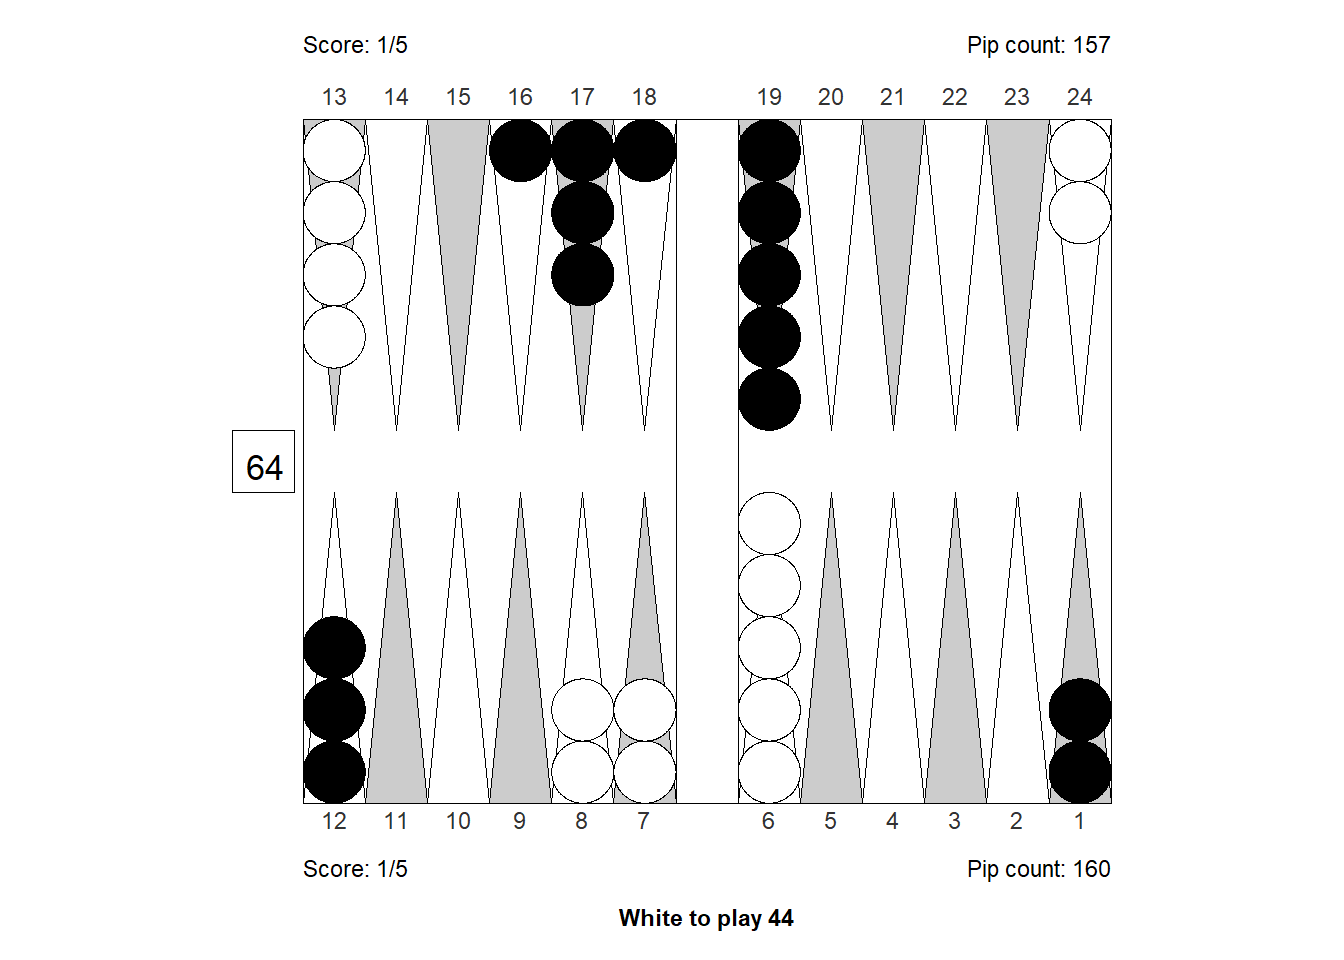 Score: 1/5 Pip count: 157
13 14 15 16 17 18 19 20 21 22 23 24
64
12 11 10 9 8 7 6 5 4 3 2 1
Score: 1/5 Pip count: 160
White to play 44